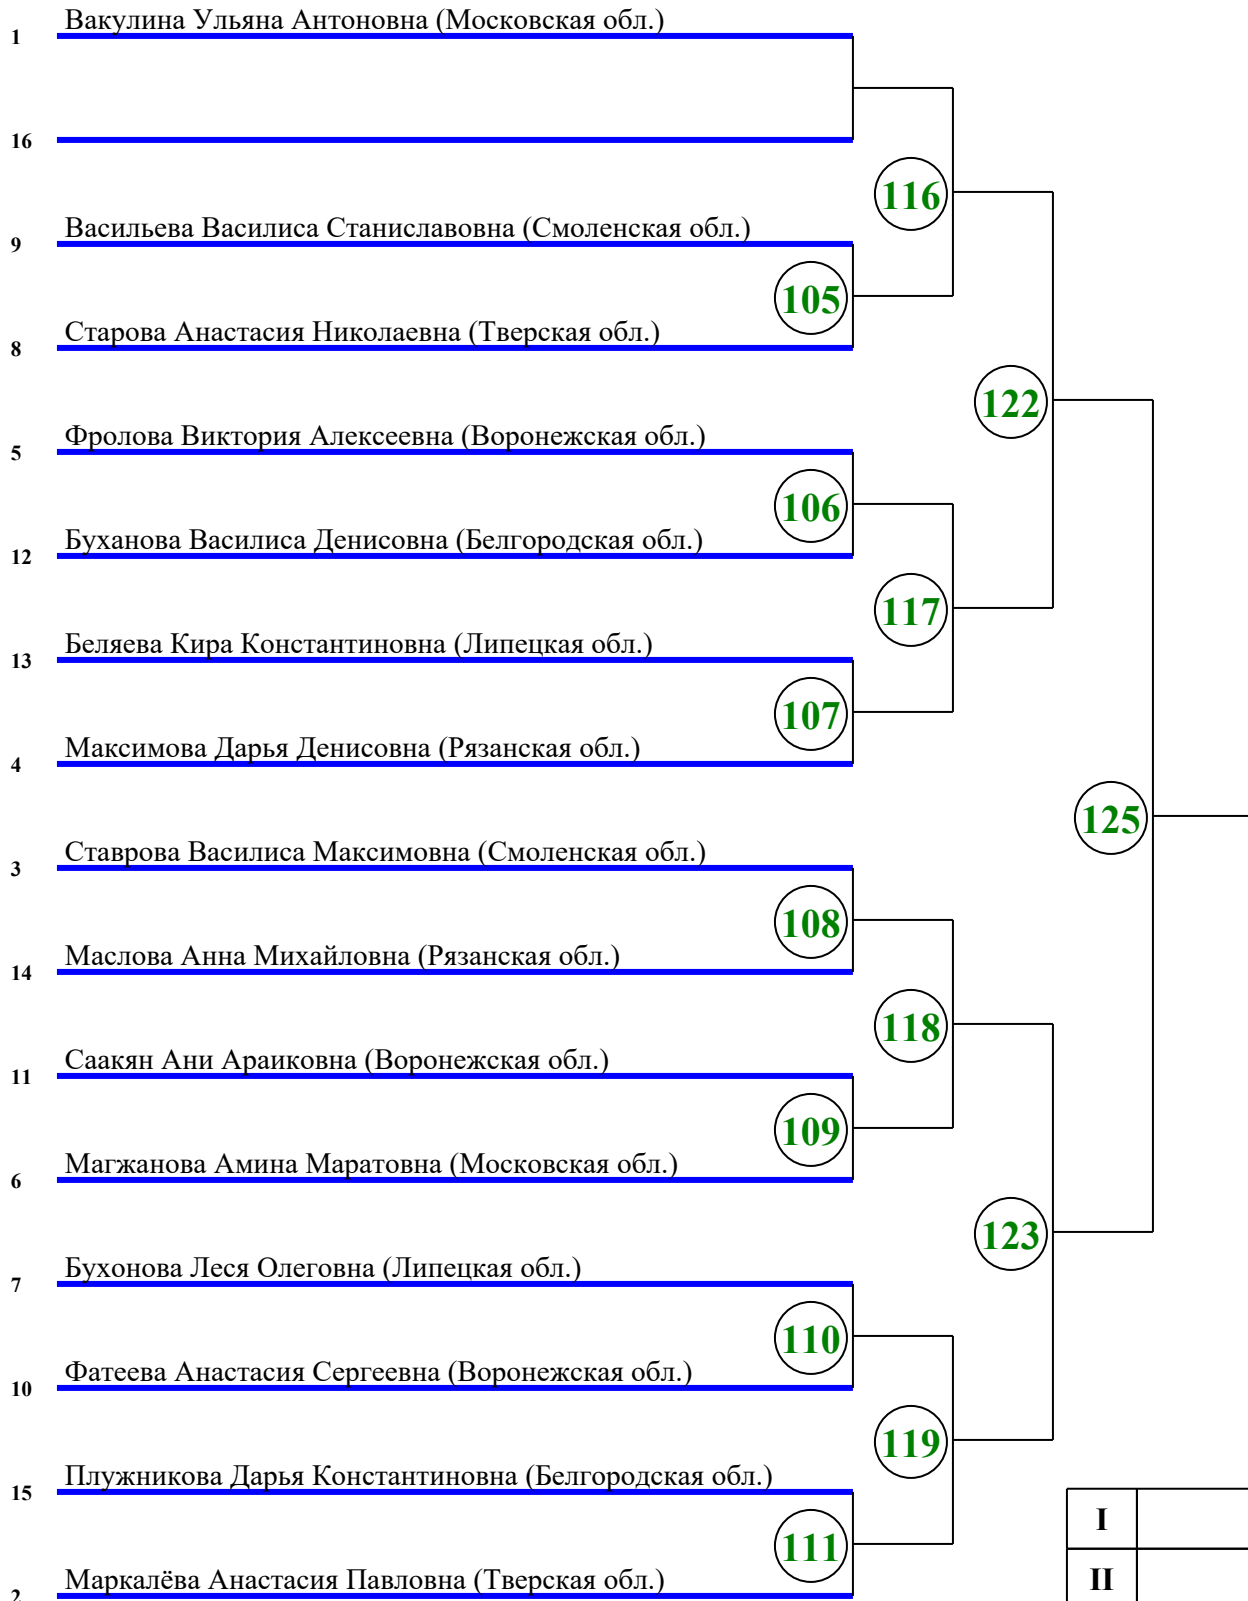 Вакулина Ульяна Антоновна (Московская обл.)
1
16
116
Васильева Василиса Станиславовна (Смоленская обл.)
9
105
Старова Анастасия Николаевна (Тверская обл.)
8
122
Фролова Виктория Алексеевна (Воронежская обл.)
5
106
Буханова Василиса Денисовна (Белгородская обл.)
12
117
Беляева Кира Константиновна (Липецкая обл.)
13
107
Максимова Дарья Денисовна (Рязанская обл.)
4
125
Ставрова Василиса Максимовна (Смоленская обл.)
3
108
Маслова Анна Михайловна (Рязанская обл.)
14
118
Саакян Ани Араиковна (Воронежская обл.)
11
109
Магжанова Амина Маратовна (Московская обл.)
6
123
Бухонова Леся Олеговна (Липецкая обл.)
7
110
Фатеева Анастасия Сергеевна (Воронежская обл.)
10
119
Плужникова Дарья Константиновна (Белгородская обл.)
15
I
111
Маркалёва Анастасия Павловна (Тверская обл.)
II
2